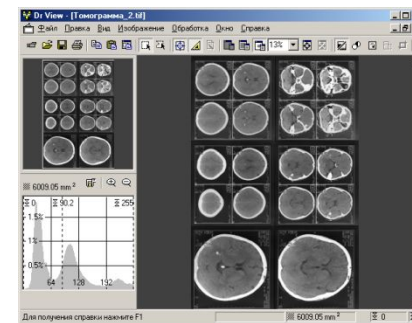 Dr View - [Томограмма_2.tif]
Файл Правка Вид Изображение Обработка Окно Справка
13%
6009.05 mm²
0 90.2 255
1.5%
1%
0.5%
64 128 192
Для получения справки нажмите F1
6009.05 mm²
0